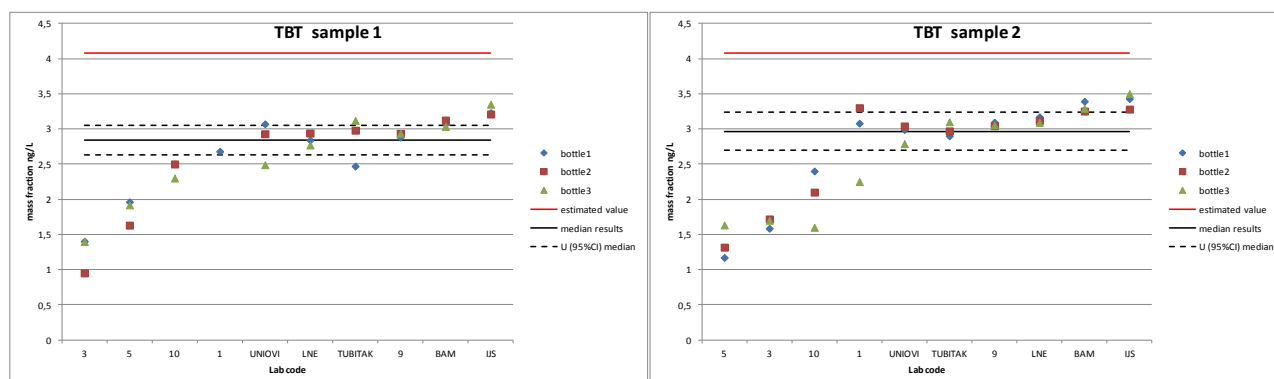 TBT sample 1
mass fraction ng/L
4,5
4
3,5
3
2,5
2
1,5
1
0,5
0
3 5 10 1 UNIOVI LNE TUBITAK 9 BAM IJS
Lab code
bottle1
bottle2
bottle3
estimated value
median results
U (95%CI) median
TBT sample 2
mass fraction ng/L
4,5
4
3,5
3
2,5
2
1,5
1
0,5
0
5 3 10 1 UNIOVI TUBITAK 9 LNE BAM IJS
Lab code
bottle1
bottle2
bottle3
estimated value
median results
U (95%CI) median